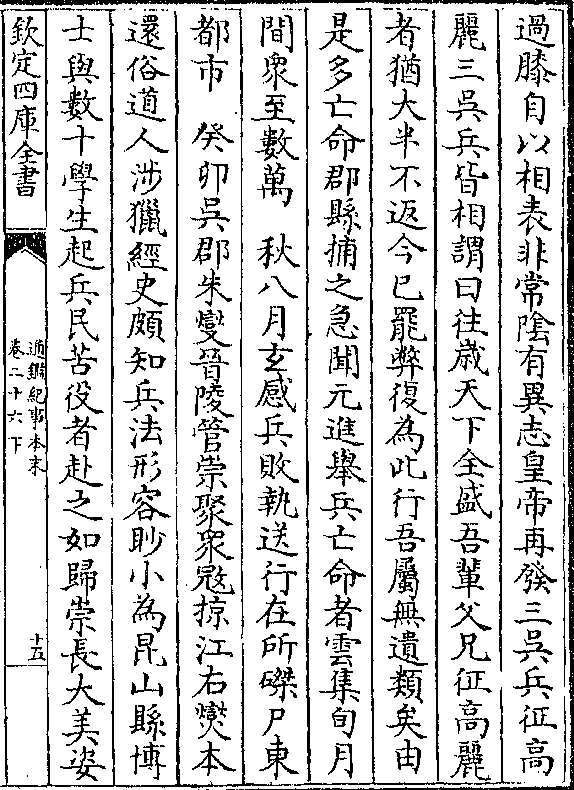 過膝自以相表非常隂有異志皇帝再發三吳兵征高
麗三吳兵皆相謂曰往歲天下全盛吾輩父兄征高麗
者猶大半不返今已罷弊復為此行吾屬無遺類矣由
是多亡命郡縣捕之急聞元進舉兵亡命者雲集旬月
間衆至數萬　秋八月玄感兵敗執送行在所磔尸東
都市　癸卯吳郡朱燮晉陵管崇聚衆㓂掠江右燮本
還俗道人涉獵經史頗知兵法形容眇小為昆山縣博
士與數十學生起兵民苦役者赴之如歸崇長大美姿
欽定四庫全書
通鑑紀事本末
卷二十六下
十五